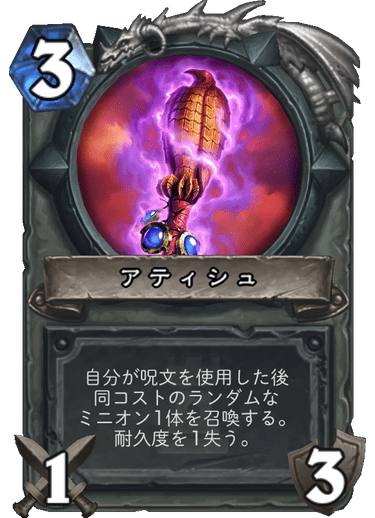 3
アティシュ
自分が呪文を使用した後
同コストのランダムな
ミニオン1体を召喚する。
耐久度を1失う。
1
3